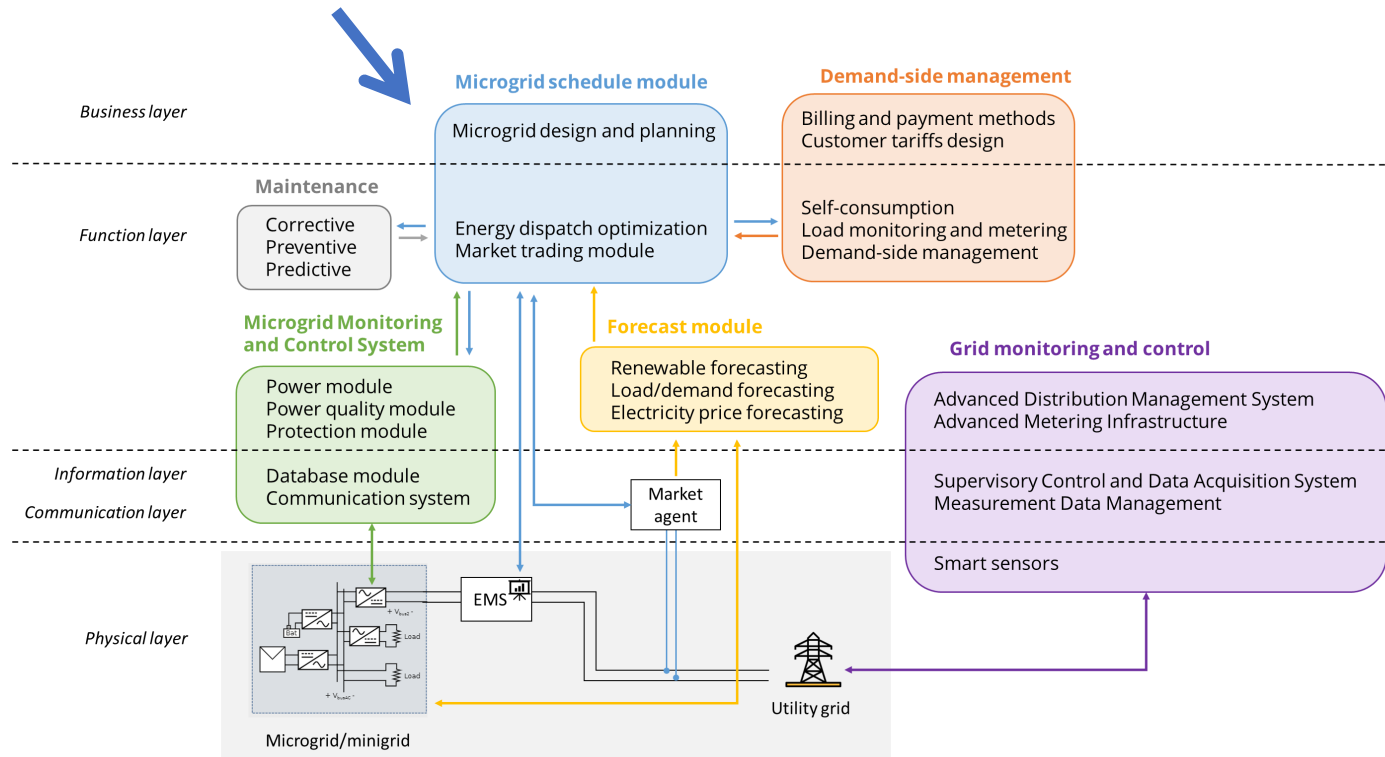 Microgrid schedule module
Demand-side management
Business layer
Microgrid design and planning
Billing and payment methods
Customer tariffs design
Maintenance
Function layer
Corrective
Preventive
Predictive
Energy dispatch optimization
Market trading module
Self-consumption
Load monitoring and metering
Demand-side management
Microgrid Monitoring
and Control System
Forecast module
Grid monitoring and control
Power module
Power quality module
Protection module
Renewable forecasting
Load/demand forecasting
Electricity price forecasting
Advanced Distribution Management System
Advanced Metering Infrastructure
Information layer
Communication layer
Database module
Communication system
Market
agent
Supervisory Control and Data Acquisition System
Measurement Data Management
Smart sensors
Physical layer
EMS
+ Vbus2 -
Bat
Load
Load
+ VbusAC -
Utility grid
Microgrid/minigrid